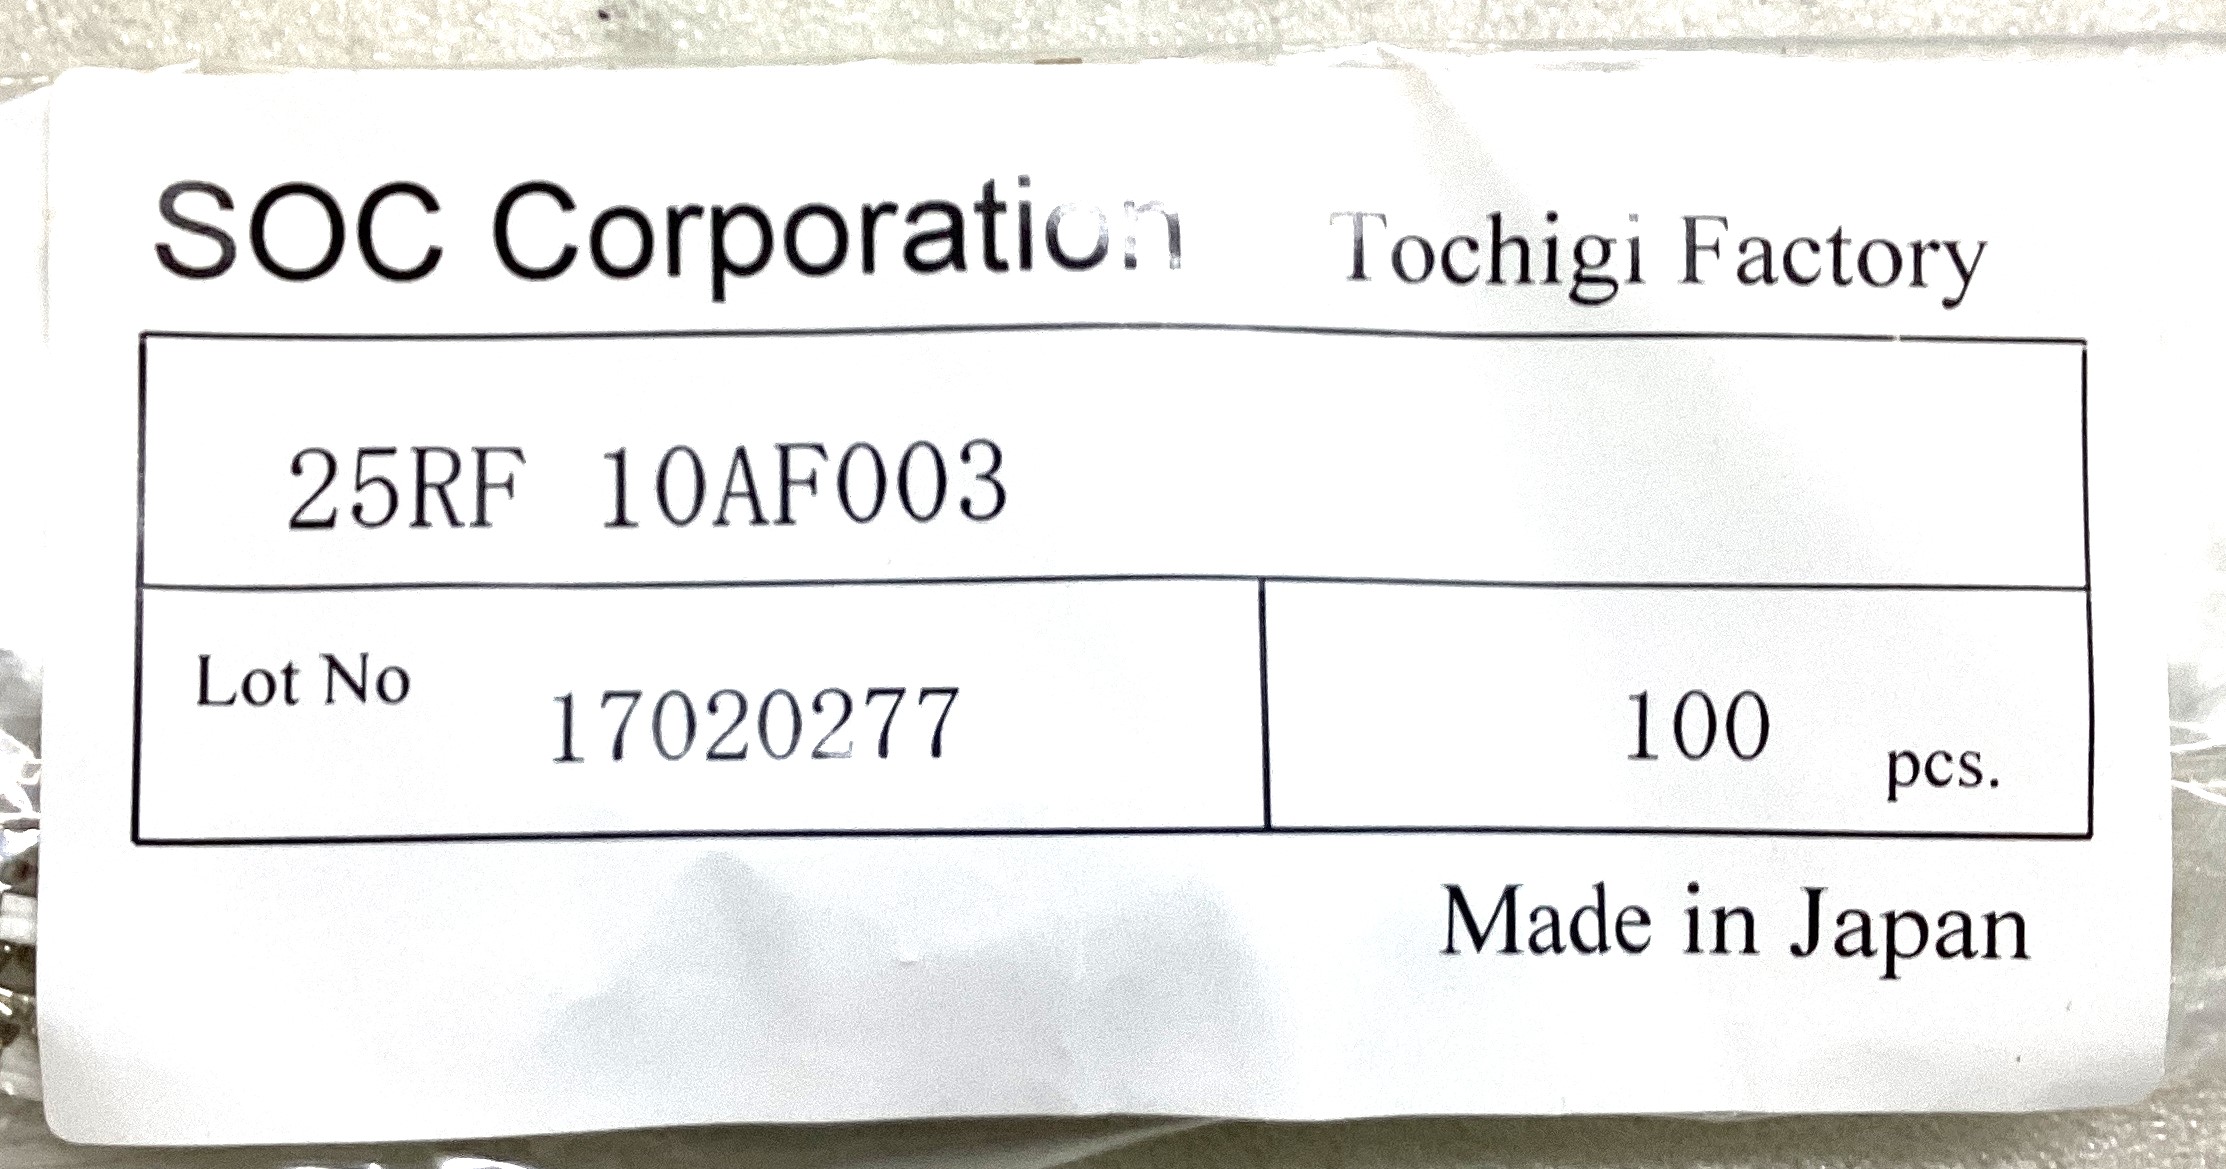 SOC Corporation Tochigi Factory
25RF 10AF003
Lot No 17020277 100 pcs.
Made in Japan